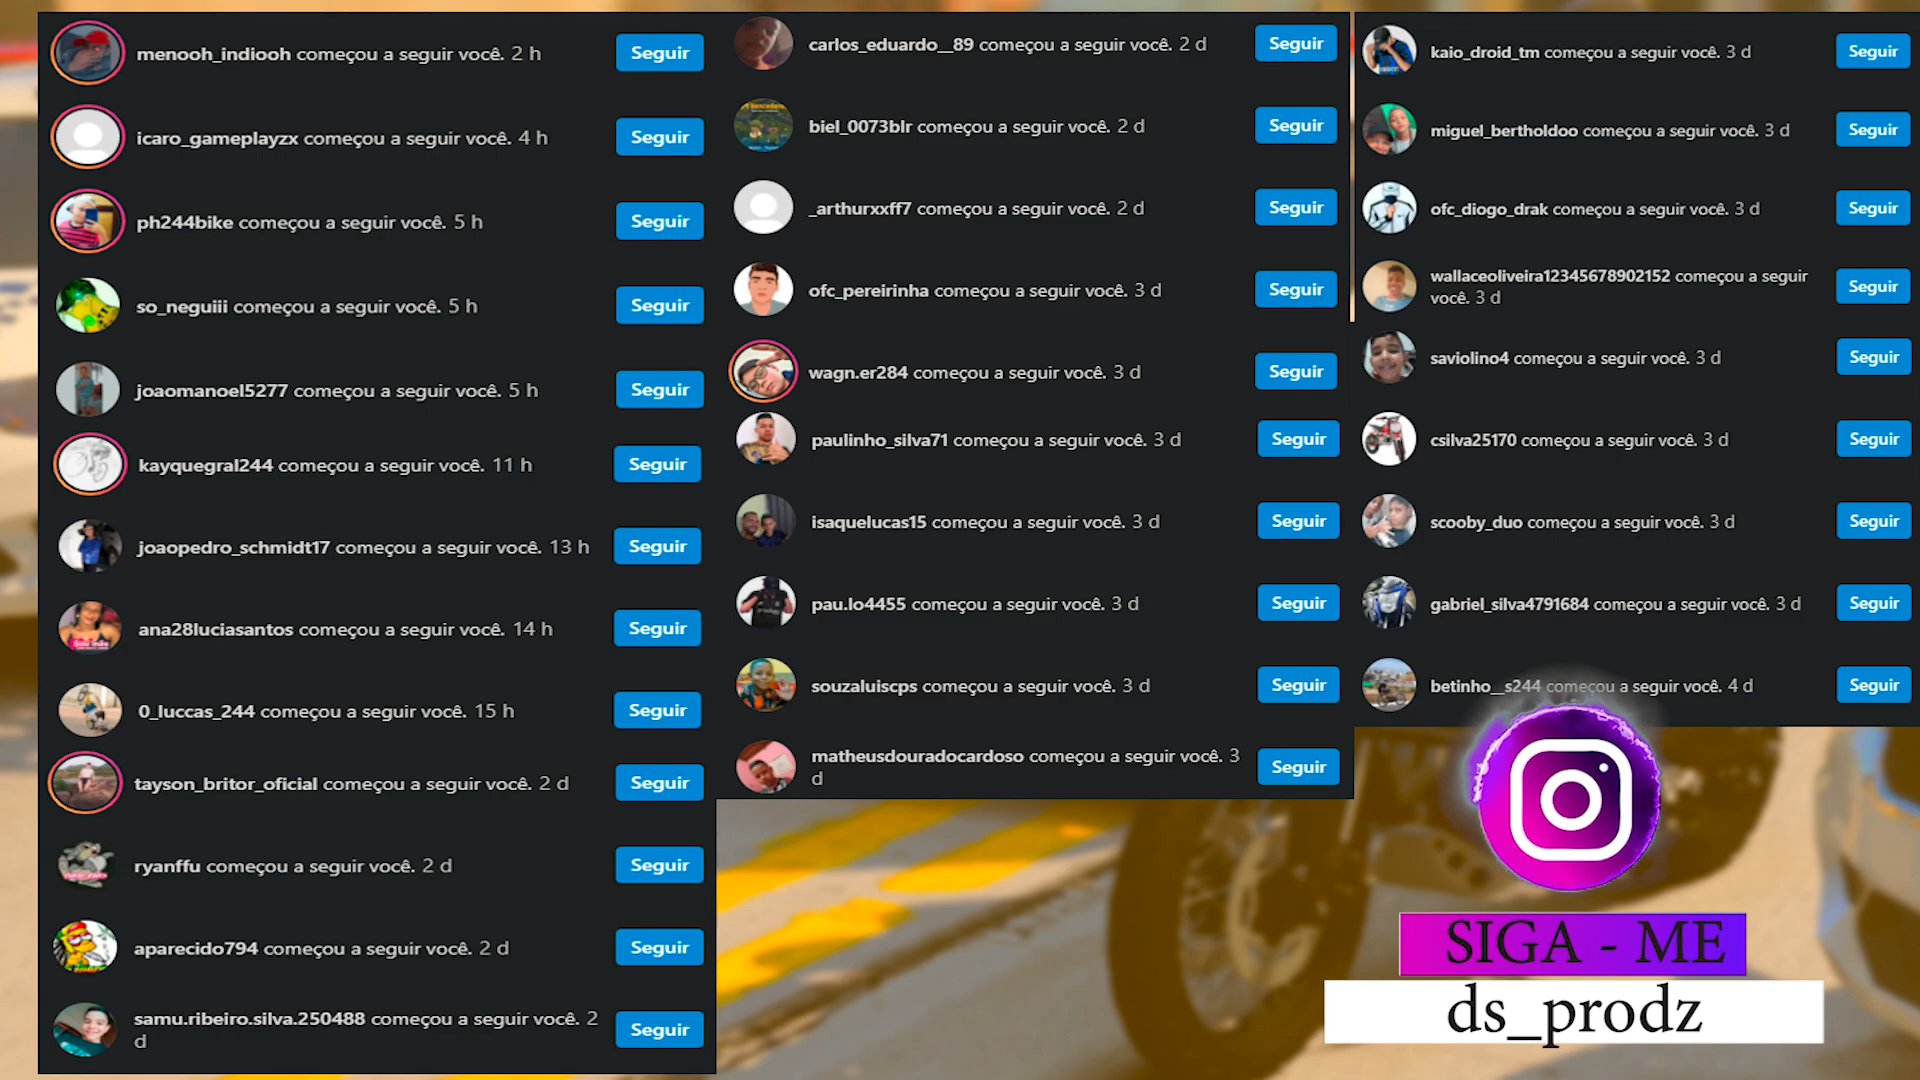 menooh_indiooh começou a seguir você. 2 h
Seguir
icaro_gameplayzx começou a seguir você. 4 h
Seguir
ph244bike começou a seguir você. 5 h
Seguir
so_neguiii começou a seguir você. 5 h
Seguir
joaomanoel5277 começou a seguir você. 5 h
Seguir
kayquegral244 começou a seguir você. 11 h
Seguir
joaopedro_schmidt17 começou a seguir você. 13 h
Seguir
ana28luciasantos começou a seguir você. 14 h
Seguir
0_luccas_244 começou a seguir você. 15 h
Seguir
tayson_britor_oficial começou a seguir você. 2 d
Seguir
ryanffu começou a seguir você. 2 d
Seguir
aparecido794 começou a seguir você. 2 d
Seguir
samu.ribeiro.silva.250488 começou a seguir você. 2
d
Seguir
carlos_eduardo__89 começou a seguir você. 2 d
Seguir
biel_0073blr começou a seguir você. 2 d
Seguir
_arthurxxff7 começou a seguir você. 2 d
Seguir
ofc_pereirinha começou a seguir você. 3 d
Seguir
wagn.er284 começou a seguir você. 3 d
Seguir
paulinho_silva71 começou a seguir você. 3 d
Seguir
isaquelucas15 começou a seguir você. 3 d
Seguir
pau.lo4455 começou a seguir você. 3 d
Seguir
souzaluiscps começou a seguir você. 3 d
Seguir
matheusdouradocardoso começou a seguir você. 3
d
Seguir
kaio_droid_tm começou a seguir você. 3 d
Seguir
miguel_bertholdoo começou a seguir você. 3 d
Seguir
ofc_diogo_drak começou a seguir você. 3 d
Seguir
wallaceoliveira12345678902152 começou a seguir
você. 3 d
Seguir
saviolino4 começou a seguir você. 3 d
Seguir
csilva25170 começou a seguir você. 3 d
Seguir
scooby_duo começou a seguir você. 3 d
Seguir
gabriel_silva4791684 começou a seguir você. 3 d
Seguir
betinho__s244 começou a seguir você. 4 d
Seguir
SIGA - ME
ds_prodz